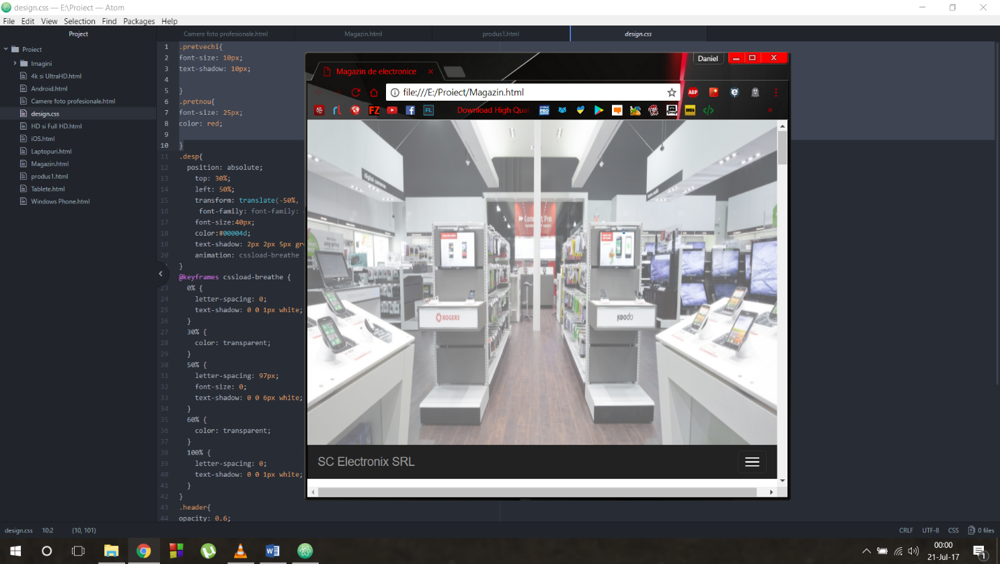 design.css — E:\Proiect — Atom
File Edit View Selection Find Packages Help
Project
Camere foto profesionale.html
Magazin.html
produs1.html
design.css
Proiect
Imagini
4k si UltraHD.html
Android.html
Camere foto profesionale.html
design.css
HD si Full HD.html
iOS.html
Laptopuri.html
Magazin.html
produs1.html
Tablete.html
Windows Phone.html
1 .pretvechi{
2 font-size: 10px;
3 text-shadow: 10px;
4
5 }
6 .pretnou{
7 font-size: 25px;
8 color: red;
9
10 }
11 .desp{
12 position: absolute;
13 top: 30%;
14 left: 50%;
15 transform: translate(-50%,
16 font-family: font-family:
17 font-size:40px;
18 color:#00004d;
19 text-shadow: 2px 2px 5px gr
20 animation: cssload-breathe
}
@keyframes cssload-breathe {
23 0% {
24 letter-spacing: 0;
25 text-shadow: 0 0 1px white;
26 }
27 30% {
28 color: transparent;
29 }
30 50% {
31 letter-spacing: 97px;
32 font-size: 0;
33 text-shadow: 0 0 6px white;
34 }
35 60% {
36 color: transparent;
37 }
38 100% {
39 letter-spacing: 0;
40 text-shadow: 0 0 1px white;
41 }
42 }
43 .header{
44 opacity: 0.6;
Daniel
Magazin de electronice
file:///E:/Proiect/Magazin.html
ABP
rL
FZ
FL
Download High Qua
digital cameras
Connect Pro
ROGERS
koodo
SC Electronix SRL
design.css 10:2 (10, 101)
CRLF UTF-8 CSS 0 files
00:00
21-Jul-17
1